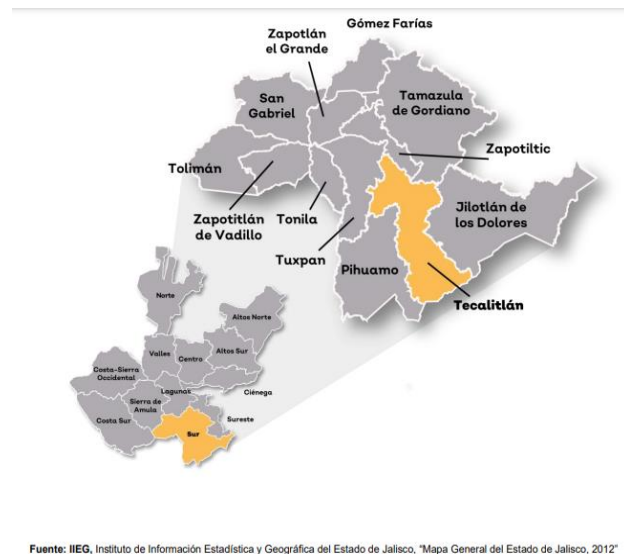 Gómez Farías
Zapotlán
el Grande
Tamazula
de Gordiano
San
Gabriel
Zapotiltic
Tolimán
Jilotlán de
los Dolores
Zapotitlán
de Vadillo
Tonila
Tuxpan
Pihuamo
Tecalitlán
Norte
Altos Norte
Valles
Centro
Altos Sur
Costa-Sierra
Occidental
Lagunas
Ciénega
Sierra de
Amula
Sureste
Costa Sur
Sur
Fuente: IIEG, Instituto de Información Estadística y Geográfica del Estado de Jalisco, "Mapa General del Estado de Jalisco, 2012"